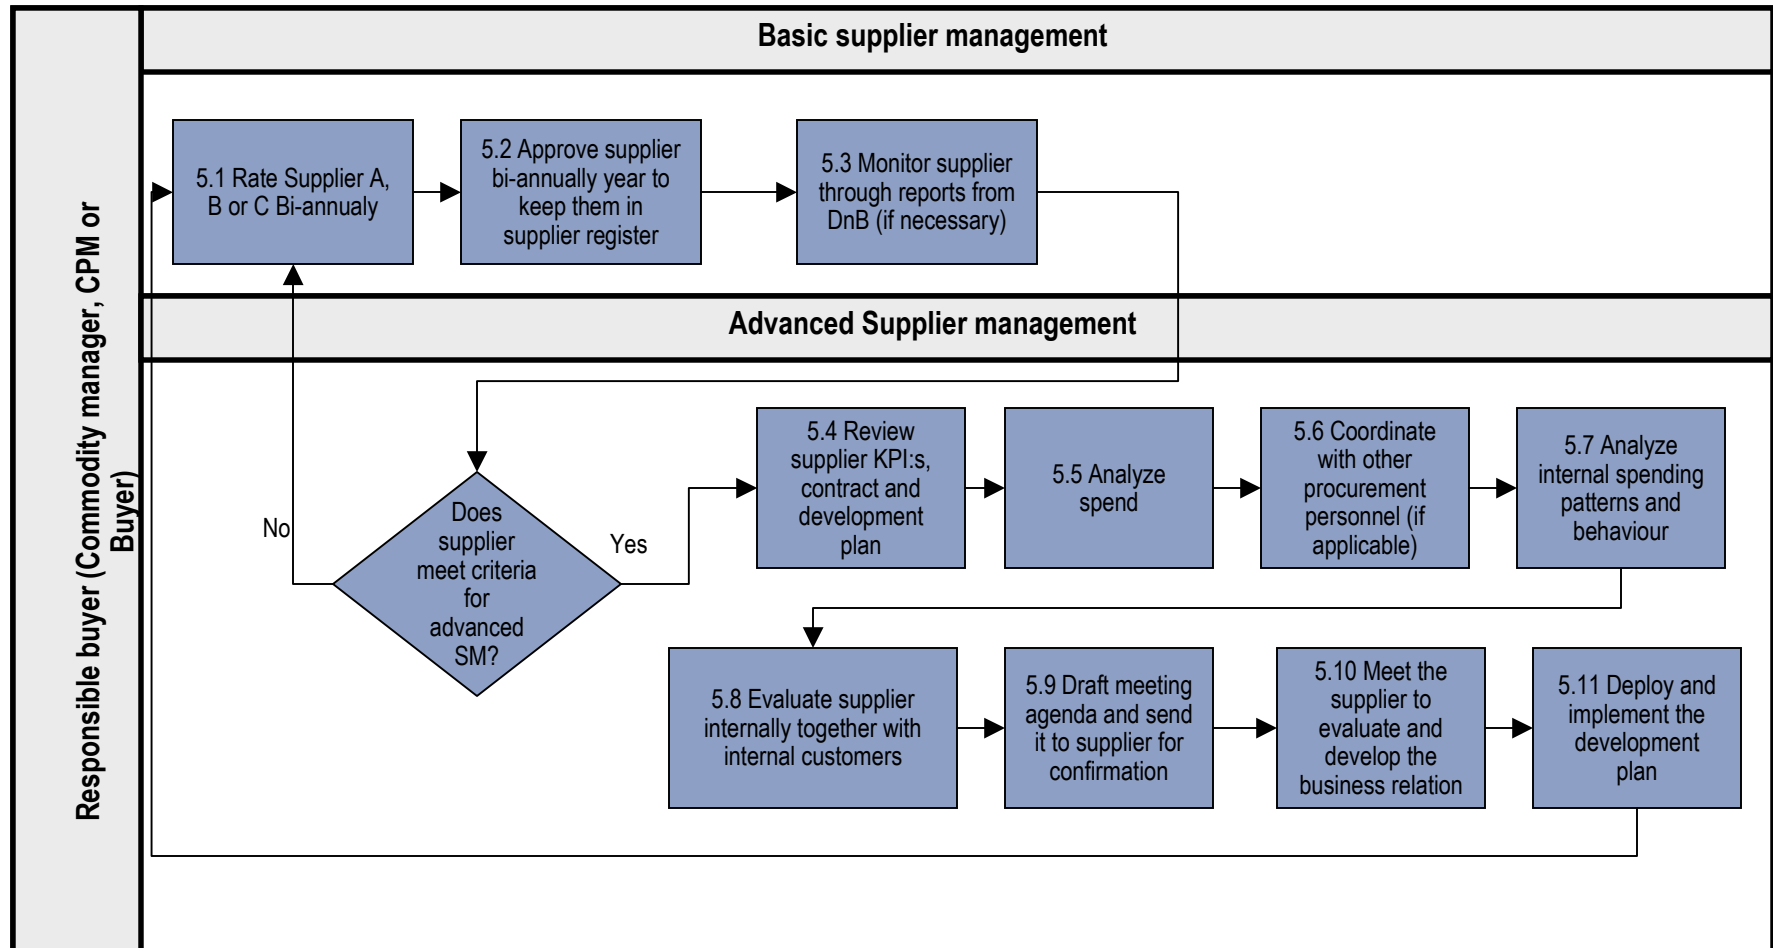 Basic supplier management
Responsible buyer (Commodity manager, CPM or
Buyer)
5.1 Rate Supplier A,
B or C Bi-annualy
5.2 Approve supplier
bi-annually year to
keep them in
supplier register
5.3 Monitor supplier
through reports from
DnB (if necessary)
Advanced Supplier management
No
Does
supplier
meet criteria
for
advanced
SM?
Yes
5.4 Review
supplier KPI:s,
contract and
development
plan
5.5 Analyze
spend
5.6 Coordinate
with other
procurement
personnel (if
applicable)
5.7 Analyze
internal spending
patterns and
behaviour
5.8 Evaluate supplier
internally together with
internal customers
5.9 Draft meeting
agenda and send
it to supplier for
confirmation
5.10 Meet the
supplier to
evaluate and
develop the
business relation
5.11 Deploy and
implement the
development
plan